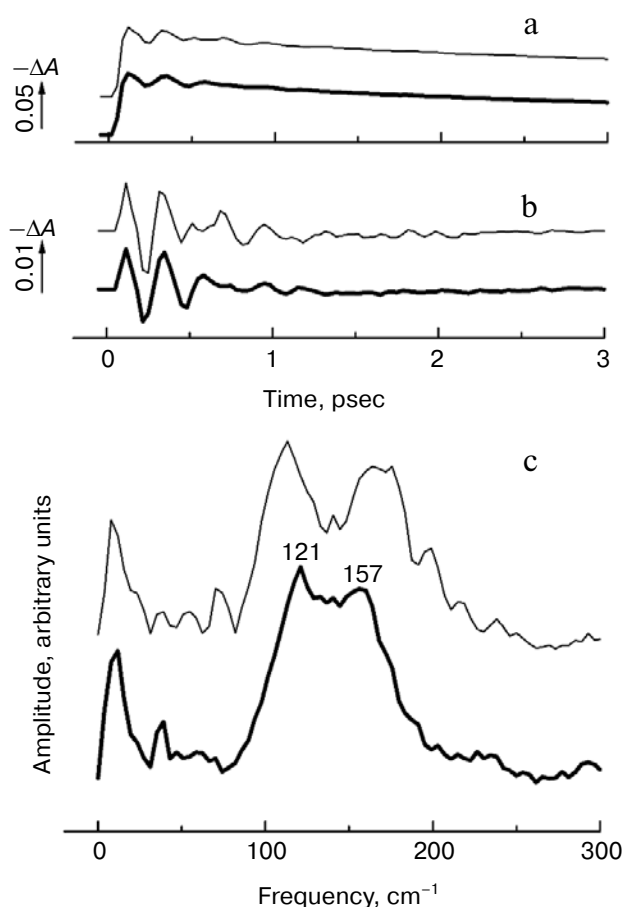 a
−ΔA
0.05
b
−ΔA
0.01
0 1 2 3
Time, psec
c
Amplitude, arbitrary units
121 157
0 100 200 300
Frequency, cm⁻¹